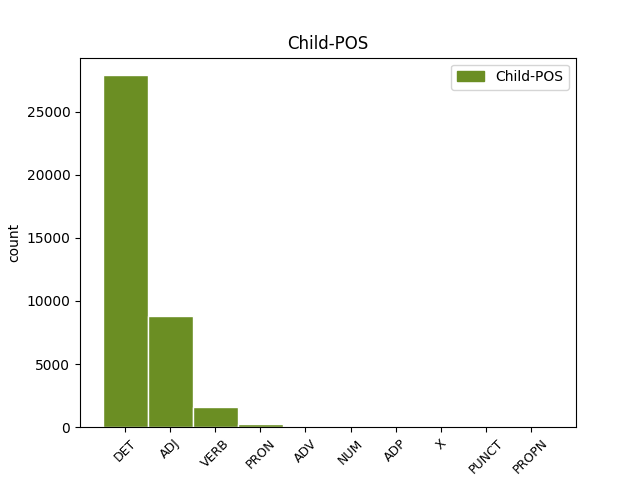 Child-POS
Child-POS
count
25000
20000
15000
10000
5000
0
DET ADJ VERB PRON ADV NUM ADP X PUNCT PROPN